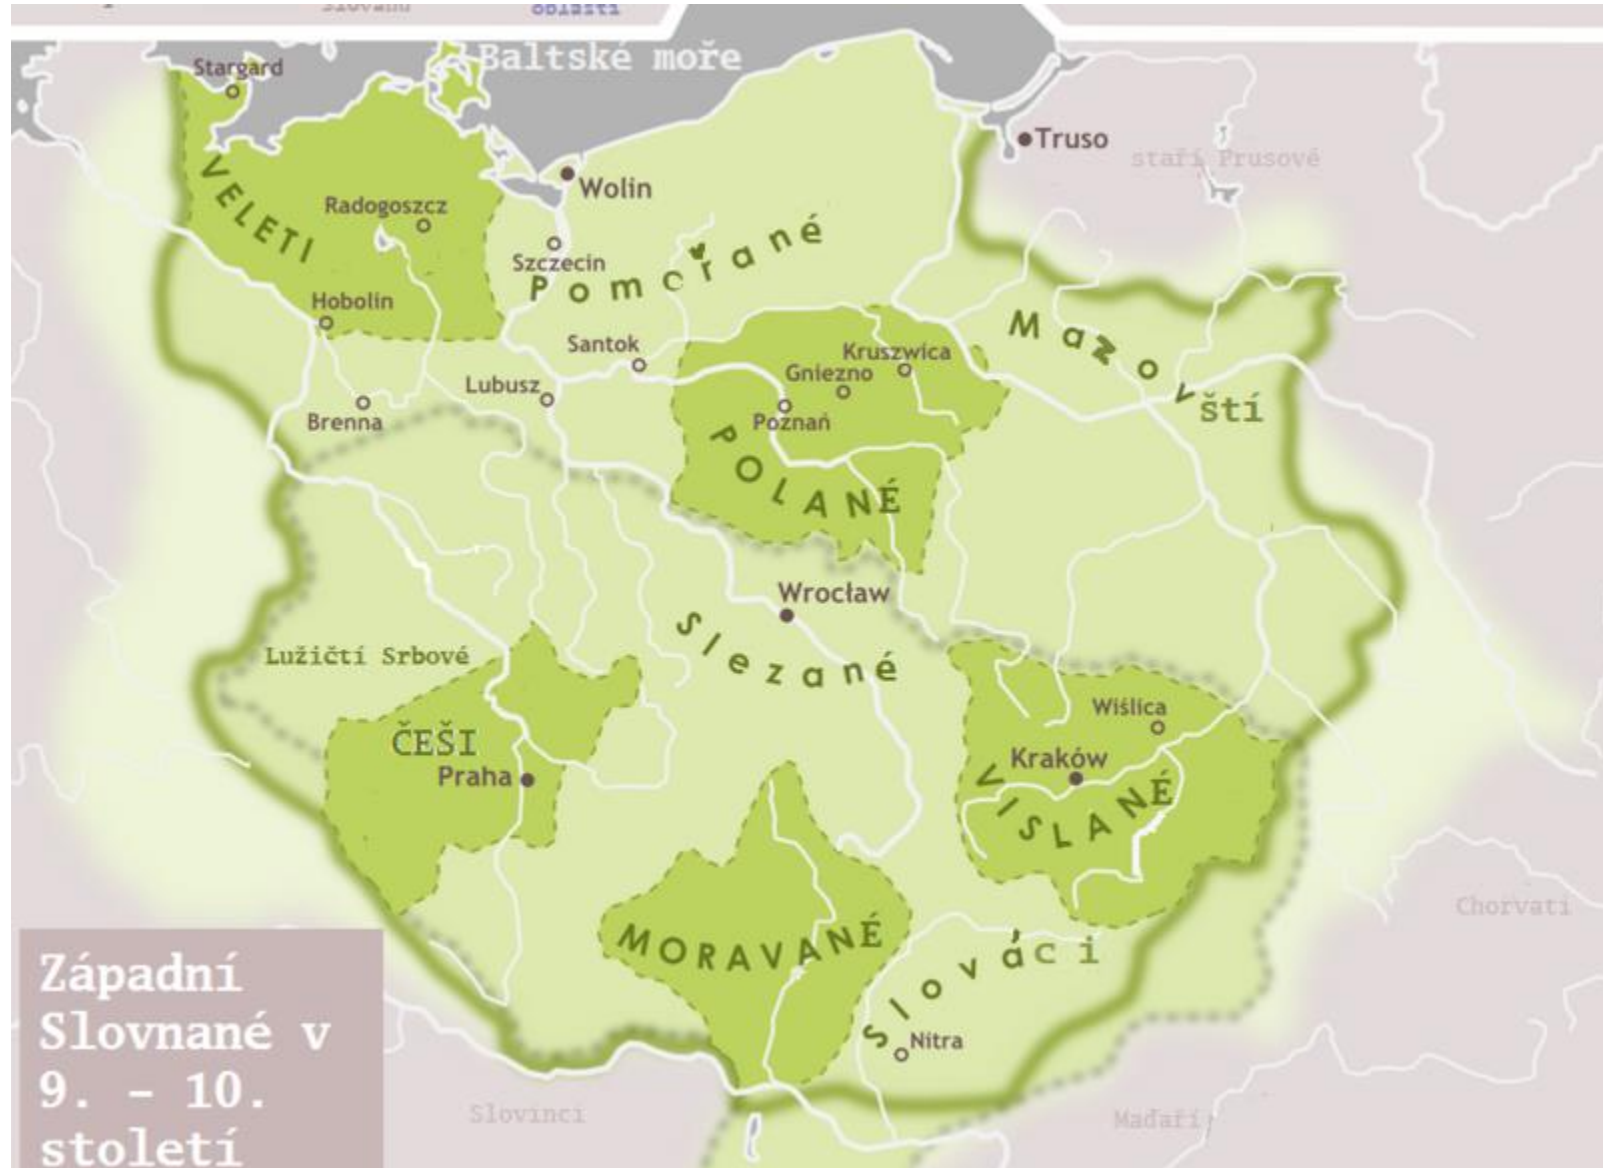 oblastí
Baltské moře
Stargard
Truso
staří Prusové
Wolin
VELETI
Radogoszcz
Szczecin
Pomořané
Hobolin
Mazovští
Santok
Kruszwica
Gniezno
Lubusz
Poznań
Brenna
POLANÉ
Wrocław
Slezané
Lužičtí Srbové
Wiślica
ČEŠI
Praha
Kraków
VISLANÉ
Chorvati
MORAVANÉ
Slováci
Nitra
Západní
Slovnané v
9. – 10.
století
Slovinci
Maďaři